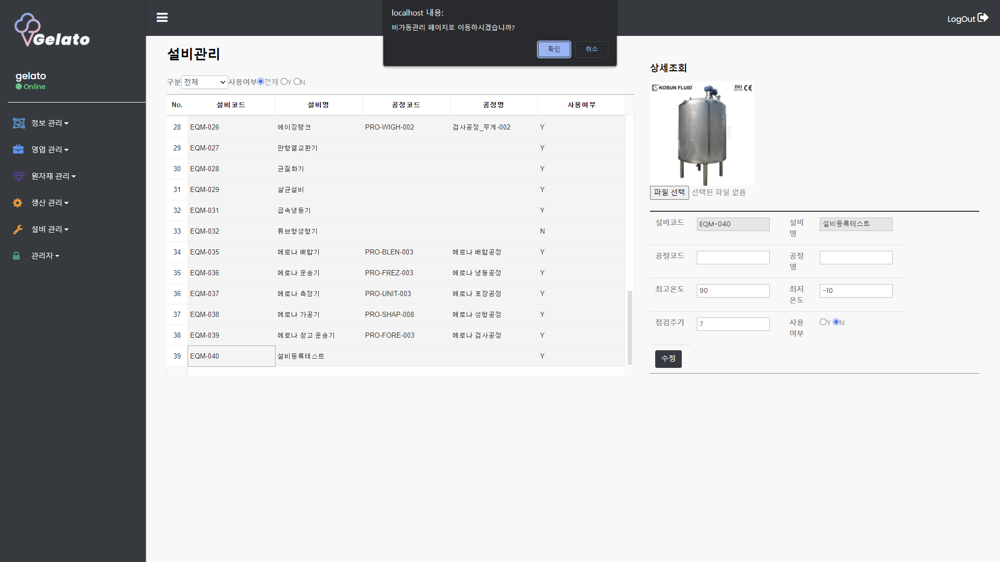 Gelato
gelato
Online
정보 관리
영업 관리
원자재 관리
생산 관리
설비 관리
관리자
localhost 내용:
비가동관리 페이지로 이동하시겠습니까?
확인 취소
LogOut
설비관리
구분 전체 사용여부 전체 Y N
No. 설비코드 설비명 공정코드 공정명 사용여부
28 EQM-026 에이징탱크 PRO-WIGH-002 검사공정_무게-002 Y
29 EQM-027 판형열교환기 Y
30 EQM-028 균질화기 Y
31 EQM-029 살균설비 Y
32 EQM-031 급속냉동기 Y
33 EQM-032 튜브형성형기 N
34 EQM-035 메로나 배합기 PRO-BLEN-003 메로나 배합공정 Y
35 EQM-036 메로나 운송기 PRO-FREZ-003 메로나 냉동공정 Y
36 EQM-037 메로나 측정기 PRO-UNIT-003 메로나 포장공정 Y
37 EQM-038 메로나 가공기 PRO-SHAP-008 메로나 성형공정 Y
38 EQM-039 메로나 창고 운송기 PRO-FORE-003 메로나 검사공정 Y
39 EQM-040 설비등록테스트 Y
상세조회
KOSUN FLUID ISO CE
파일 선택 선택된 파일 없음
설비코드 EQM-040 설비명 설비등록테스트
공정코드 공정명
최고온도 90 최저온도 -10
점검주기 7 사용여부 Y N
수정